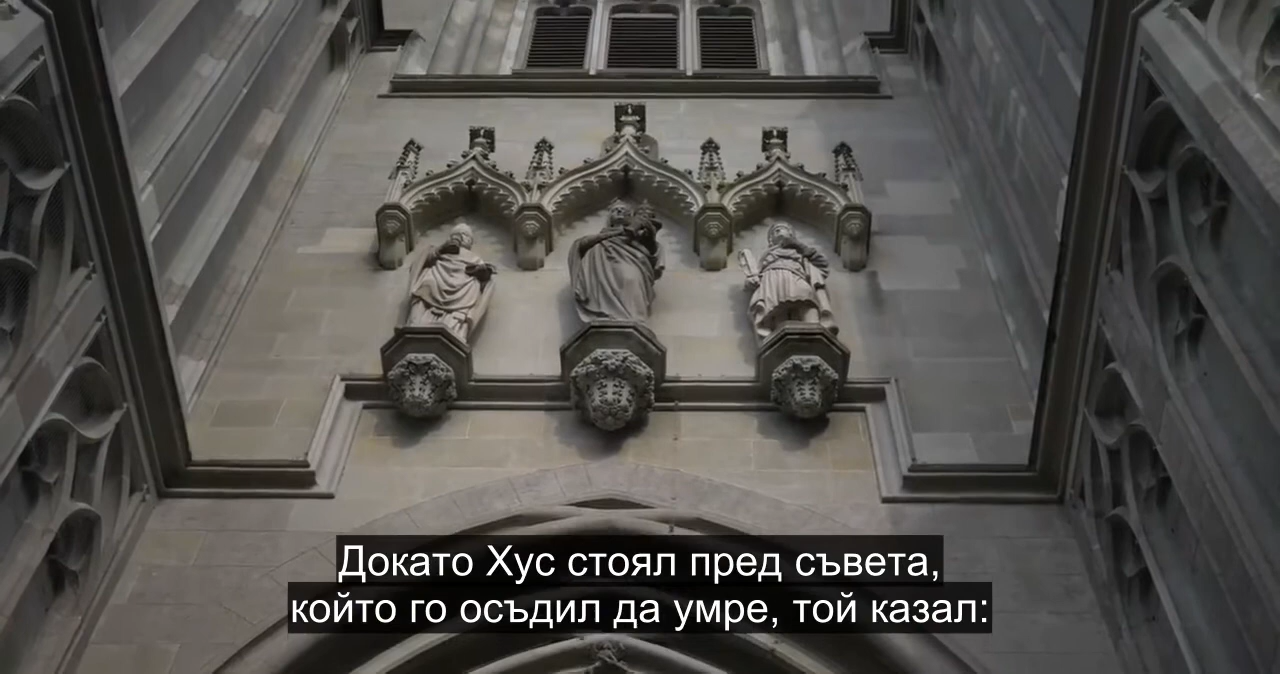 Докато Хус стоял пред съвета,
който го осъдил да умре, той казал: